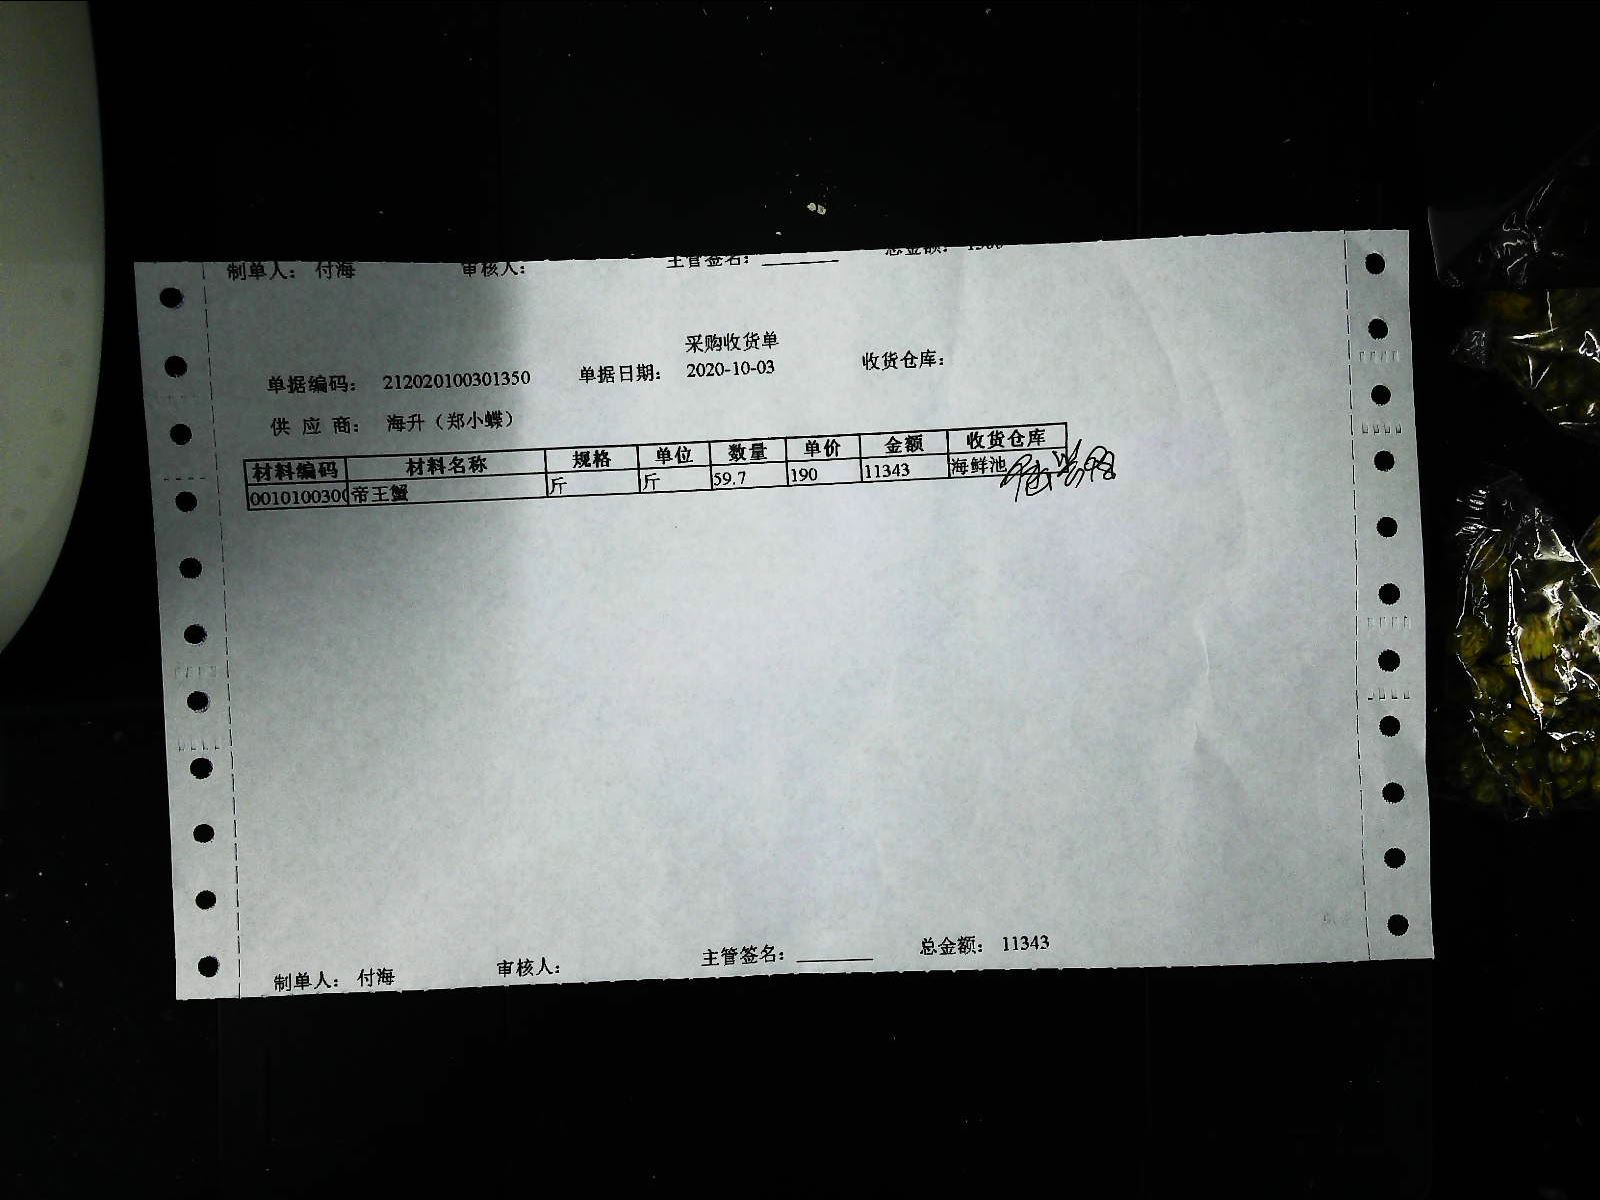 制单人： 付海 审核人： 主管签名：
采购收货单
单据编码： 212020100301350 单据日期： 2020-10-03 收货仓库：
供 应 商： 海升（郑小蝶）
材料编码 材料名称 规格 单位 数量 单价 金额 收货仓库
0010100300 帝王蟹 斤 斤 59.7 190 11343 海鲜池
制单人： 付海 审核人： 主管签名： 总金额： 11343